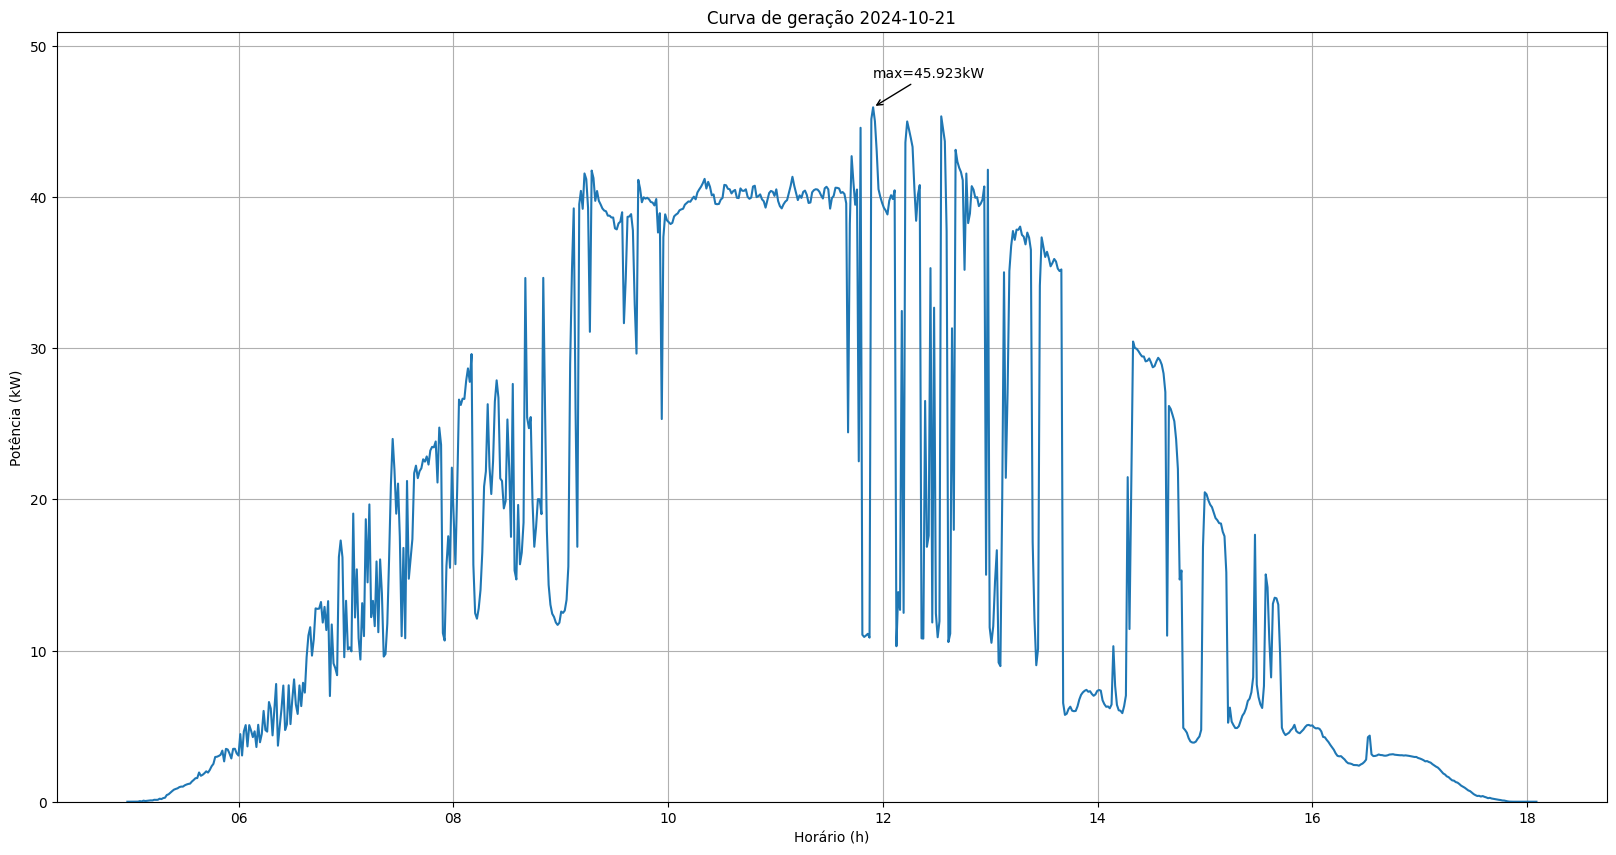 Curva de geração 2024-10-21
50
max=45.923kW
40
30
Potência (kW)
20
10
0
06 08 10 12 14 16 18
Horário (h)